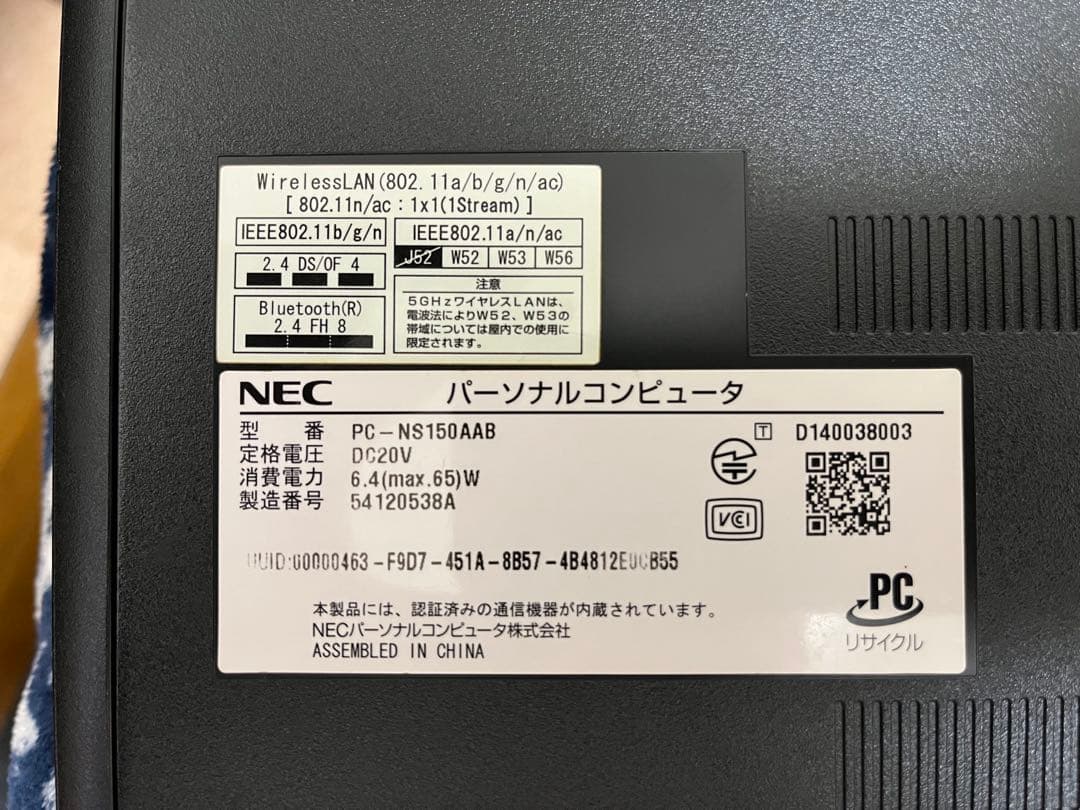 WirelessLAN(802.11a/b/g/n/ac)
[ 802.11n/ac : 1x1(1Stream) ]
IEEE802.11b/g/n
IEEE802.11a/n/ac
J52 W52 W53 W56
2.4 DS/OF 4
Bluetooth(R)
2.4 FH 8
注意
5GHzワイヤレスLANは、
電波法によりW52、W53の
帯域については屋内での使用に
限定されます。
NEC パーソナルコンピュータ
型 番 PC-NS150AAB
定格電圧 DC20V
消費電力 6.4(max.65)W
製造番号 54120538A
T D140038003
VCI
UUID:00000463-F9D7-451A-8B57-4B4812E0CB55
本製品には、認証済みの通信機器が内蔵されています。
NECパーソナルコンピュータ株式会社
ASSEMBLED IN CHINA
PC
リサイクル